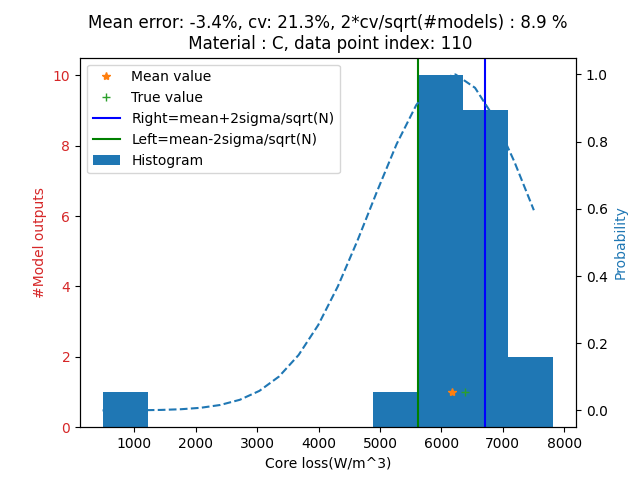 Mean error: -3.4%, cv: 21.3%, 2*cv/sqrt(#models) : 8.9 %
Material : C, data point index: 110
Mean value
True value
Right=mean+2sigma/sqrt(N)
Left=mean-2sigma/sqrt(N)
Histogram
#Model outputs
10
8
6
4
2
0
1.0
0.8
0.6
0.4
0.2
0.0
Probability
1000 2000 3000 4000 5000 6000 7000 8000
Core loss(W/m^3)